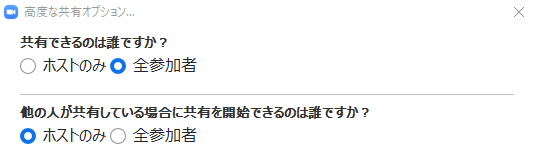 高度な共有オプション...
共有できるのは誰ですか？
ホストのみ 全参加者
他の人が共有している場合に共有を開始できるのは誰ですか？
ホストのみ 全参加者